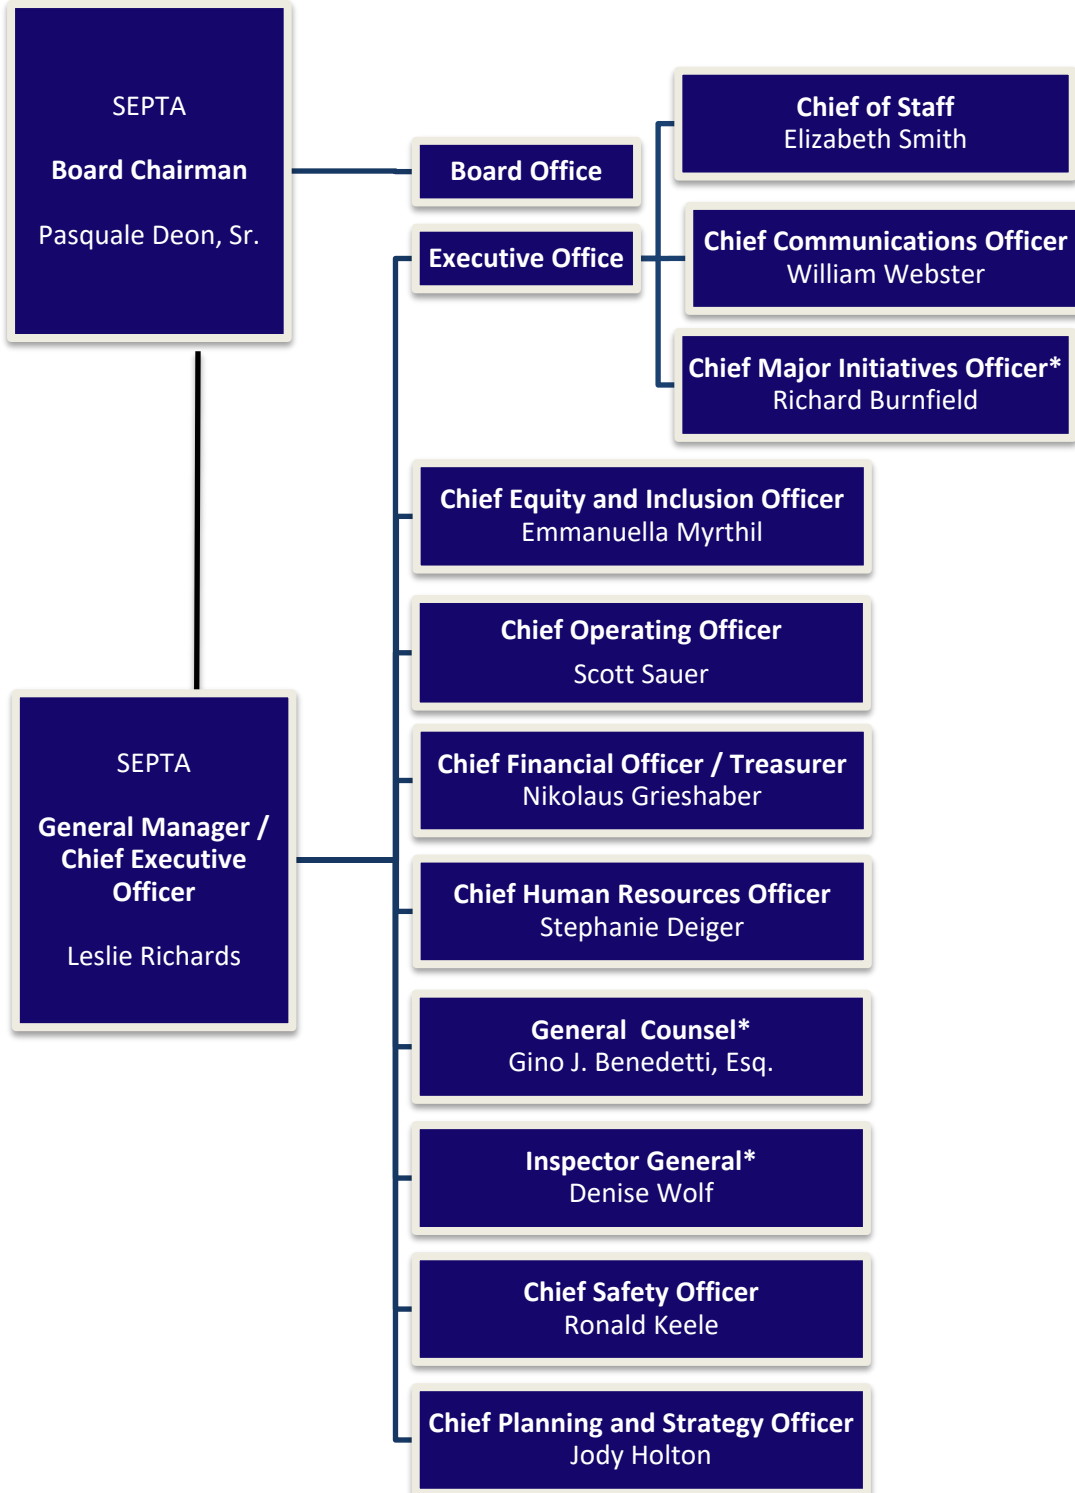 SEPTA
Board Chairman
Pasquale Deon, Sr.
Board Office
Executive Office
Chief of Staff
Elizabeth Smith
Chief Communications Officer
William Webster
Chief Major Initiatives Officer*
Richard Burnfield
SEPTA
General Manager /
Chief Executive
Officer
Leslie Richards
Chief Equity and Inclusion Officer
Emmanuella Myrthil
Chief Operating Officer
Scott Sauer
Chief Financial Officer / Treasurer
Nikolaus Grieshaber
Chief Human Resources Officer
Stephanie Deiger
General  Counsel*
Gino J. Benedetti, Esq.
Inspector General*
Denise Wolf
Chief Safety Officer
Ronald Keele
Chief Planning and Strategy Officer
Jody Holton